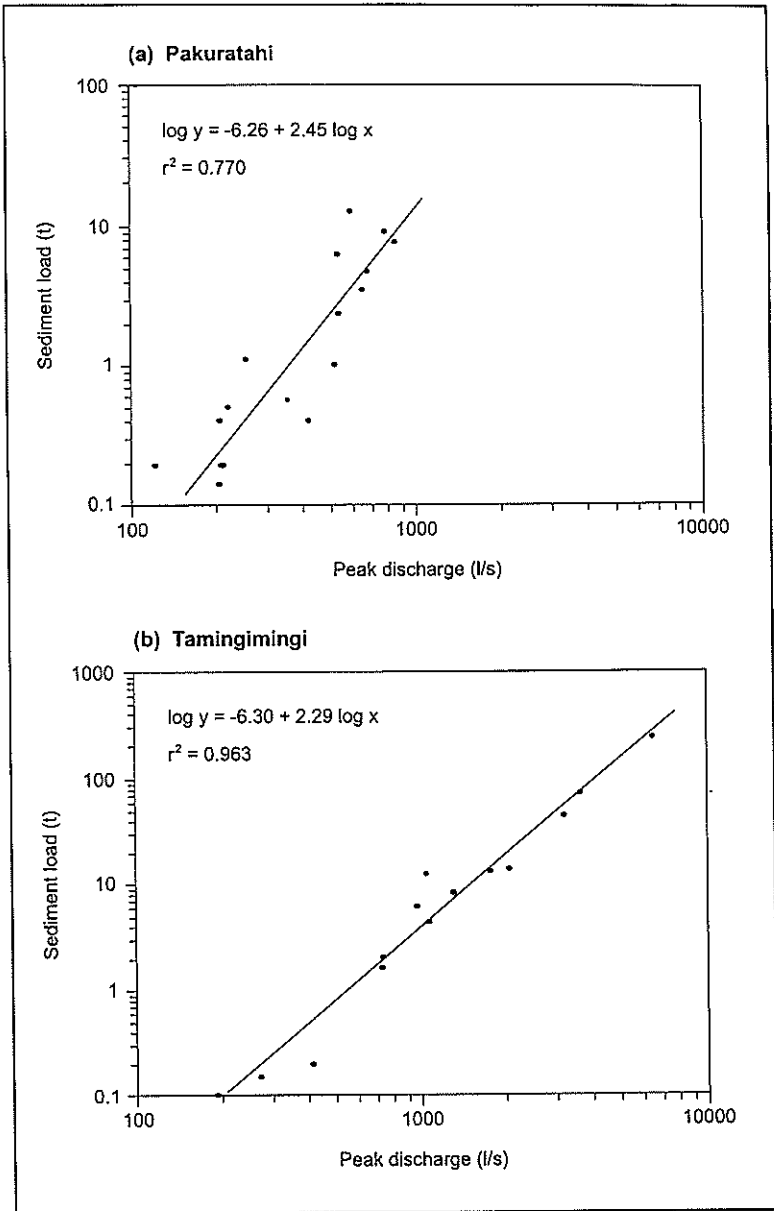 (a) Pakuratahi
100
10
1
0.1
Sediment load (t)
log y = -6.26 + 2.45 log x
r² = 0.770
100
1000
10000
Peak discharge (l/s)
(b) Tamingimingi
1000
100
10
1
0.1
Sediment load (t)
log y = -6.30 + 2.29 log x
r² = 0.963
100
1000
10000
Peak discharge (l/s)